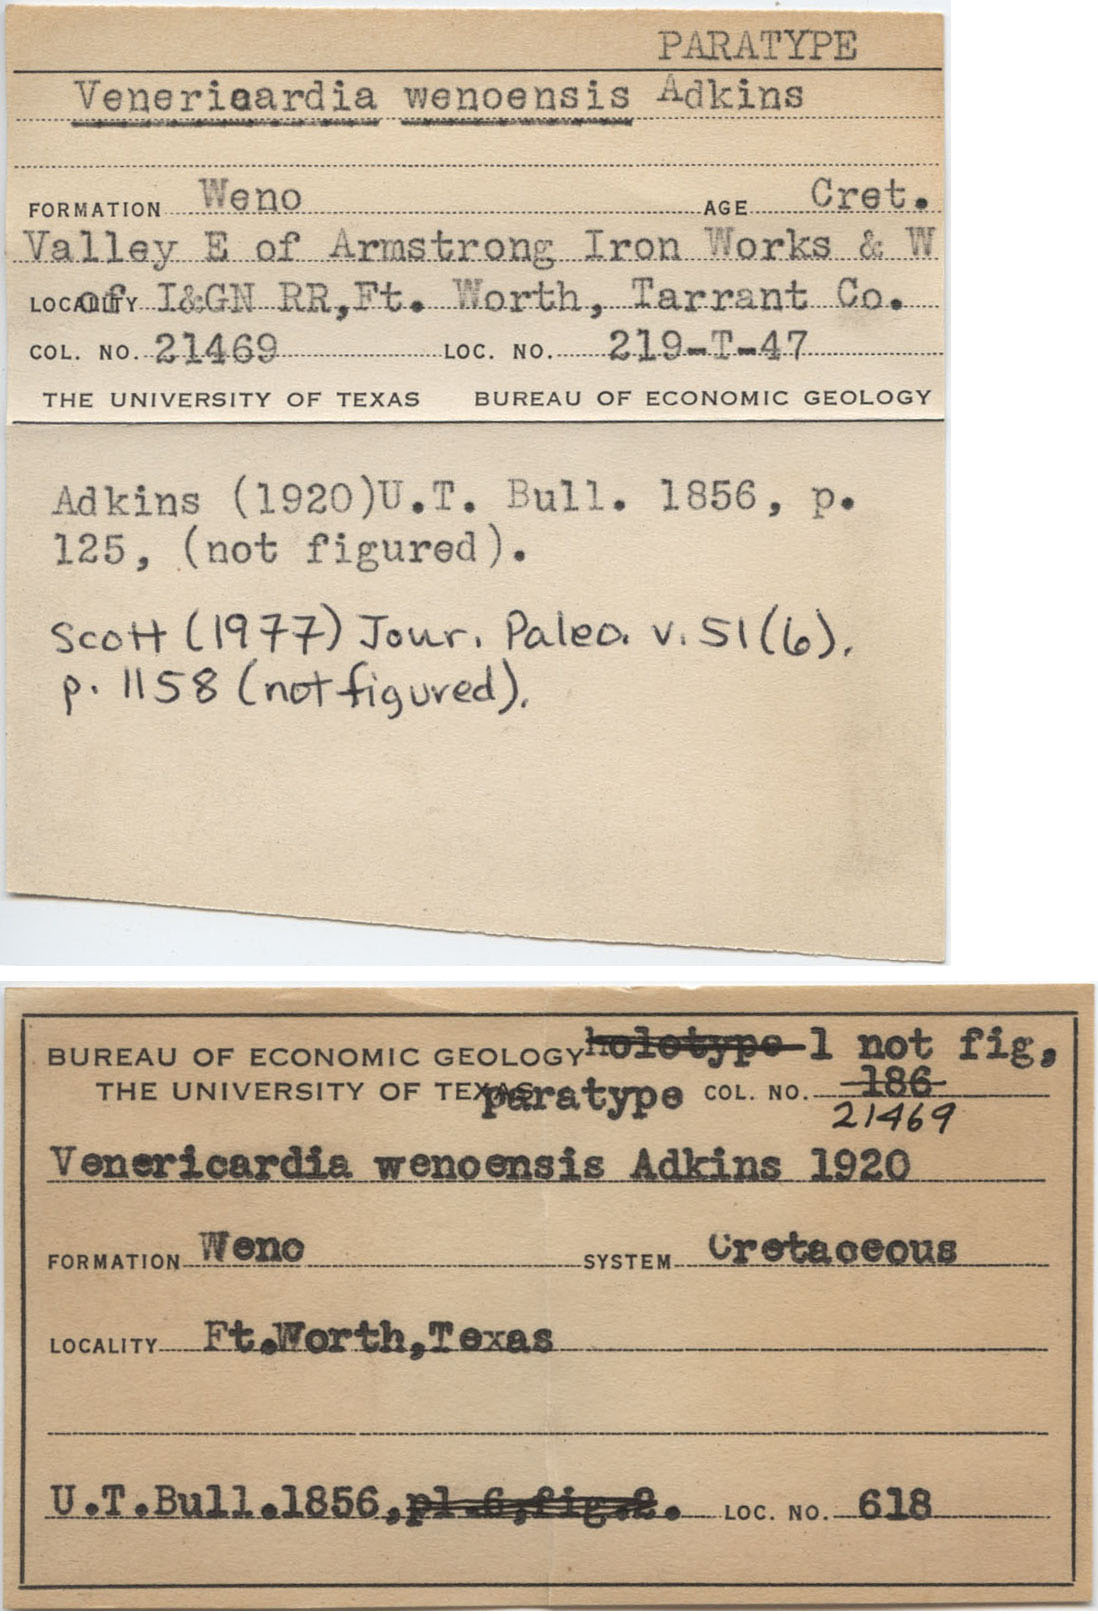 PARATYPE
Venericardia wenoensis Adkins
FORMATION Weno AGE Cret.
Valley E of Armstrong Iron Works & W
LOCALITY of I&GN RR,Ft. Worth, Tarrant Co.
COL. NO. 21469 LOC. NO. 219-T-47
THE UNIVERSITY OF TEXAS BUREAU OF ECONOMIC GEOLOGY
Adkins (1920)U.T. Bull. 1856, p.
125, (not figured).
Scott (1977) Jour. Paleo. v. 51(6).
p. 1158 (not figured).
BUREAU OF ECONOMIC GEOLOGY holotype 1 not fig,
THE UNIVERSITY OF TEXAS paratype COL. NO. 186
21469
Venericardia wenoensis Adkins 1920
FORMATION Weno SYSTEM Cretaceous
LOCALITY Ft.Worth,Texas
U.T.Bull.1856,pl.6,fig.2. LOC. NO. 618